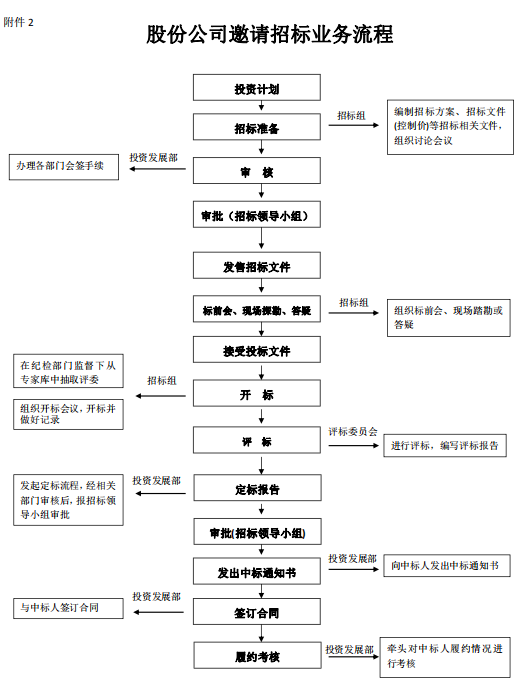 附件 2
股份公司邀请招标业务流程
投资计划
招标准备
招标组
编制招标方案、招标文件
(控制价)等招标相关文件,
组织讨论会议
审 核
投资发展部
办理各部门会签手续
审批（招标领导小组）
发售招标文件
标前会、现场探勘、答疑
招标组
组织标前会、现场踏勘或
答疑
接受投标文件
开 标
招标组
在纪检部门监督下从
专家库中抽取评委
组织开标会议，开标并
做好记录
评 标
评标委员会
进行评标，编写评标报告
定标报告
投资发展部
发起定标流程，经相关
部门审核后，报招标领
导小组审批
审批(招标领导小组)
发出中标通知书
投资发展部
向中标人发出中标通知书
签订合同
投资发展部
与中标人签订合同
履约考核
投资发展部
牵头对中标人履约情况进
行考核